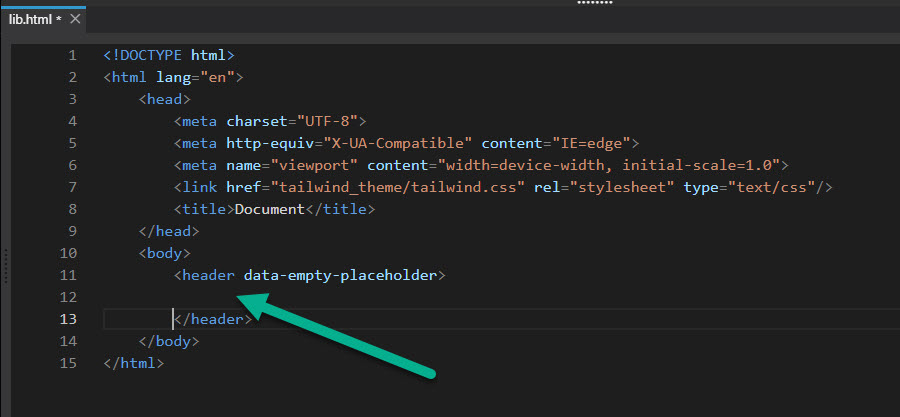 lib.html * ×
1 <!DOCTYPE html>
2 <html lang="en">
3 <head>
4 <meta charset="UTF-8">
5 <meta http-equiv="X-UA-Compatible" content="IE=edge">
6 <meta name="viewport" content="width=device-width, initial-scale=1.0">
7 <link href="tailwind_theme/tailwind.css" rel="stylesheet" type="text/css"/>
8 <title>Document</title>
9 </head>
10 <body>
11 <header data-empty-placeholder>
12
13 </header>
14 </body>
15 </html>